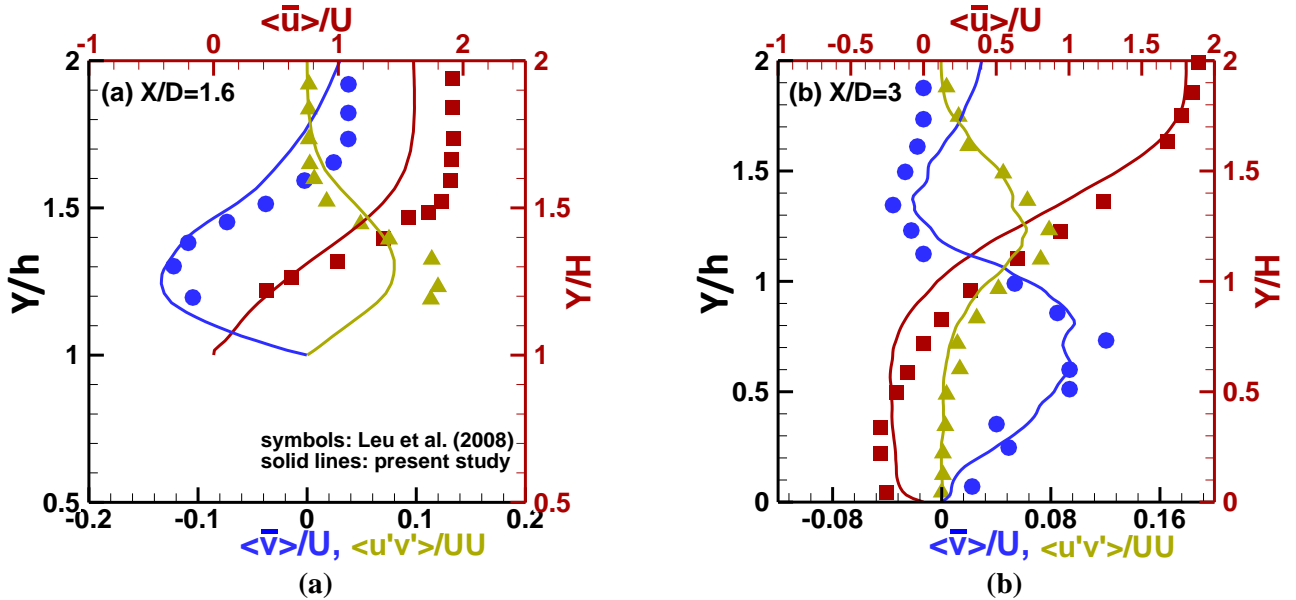 <ū>/U
-1 0 1 2
2 2
(a) X/D=1.6
1.5 1.5
Y/h
Y/H
1 1
symbols: Leu et al. (2008)
solid lines: present study
0.5 0.5
-0.2 -0.1 0 0.1 0.2
<v̄>/U, <u'v'>/UU
(a)
<ū>/U
-1 -0.5 0 0.5 1 1.5 2
2 2
(b) X/D=3
1.5 1.5
Y/h
Y/H
1 1
0.5 0.5
0 0
-0.08 0 0.08 0.16
<v̄>/U, <u'v'>/UU
(b)